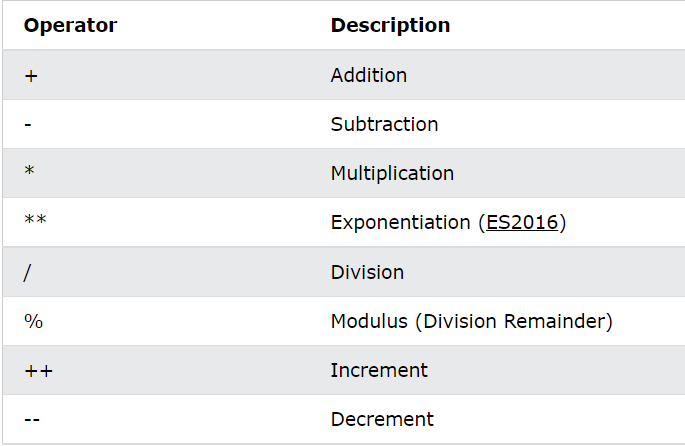 Operator Description
+ Addition
- Subtraction
* Multiplication
** Exponentiation (ES2016)
/ Division
% Modulus (Division Remainder)
++ Increment
-- Decrement